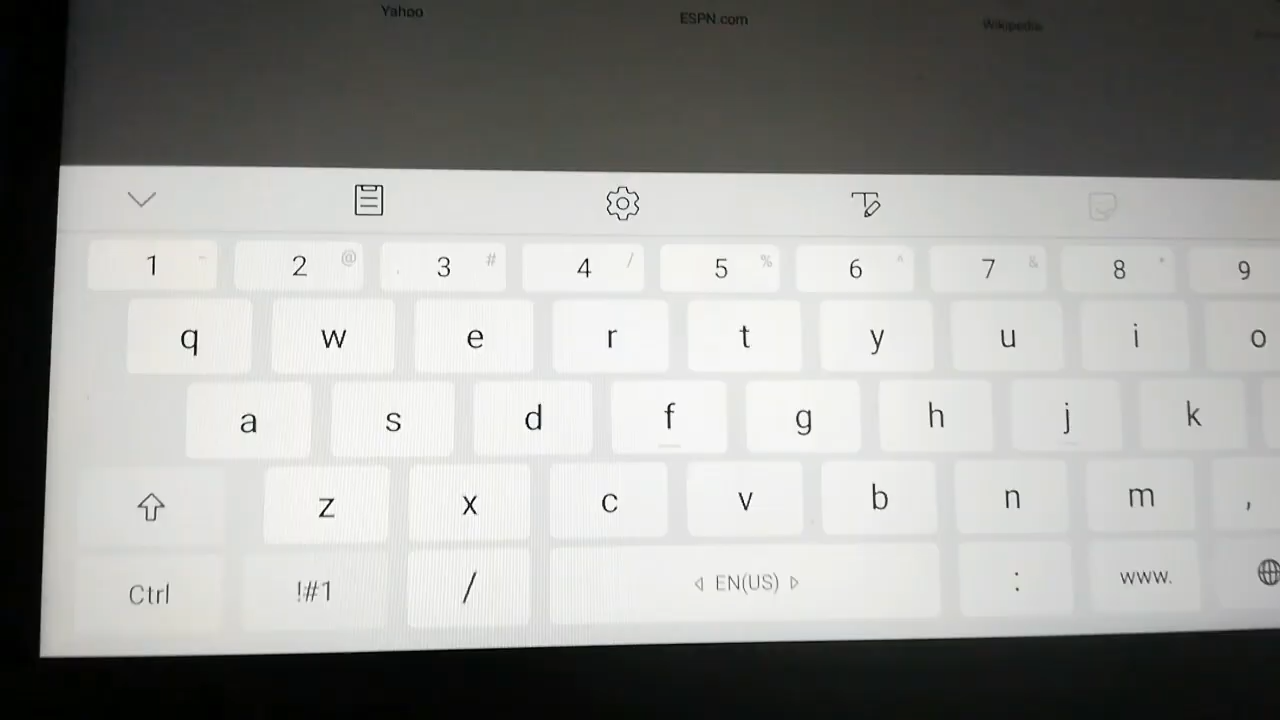 Yahoo ESPN.com Wikipedia
1 2 @ 3 # 4 / 5 % 6 ^ 7 & 8 * 9
q w e r t y u i o
a s d f g h j k
z x c v b n m ,
Ctrl !#1 / EN(US) : www.